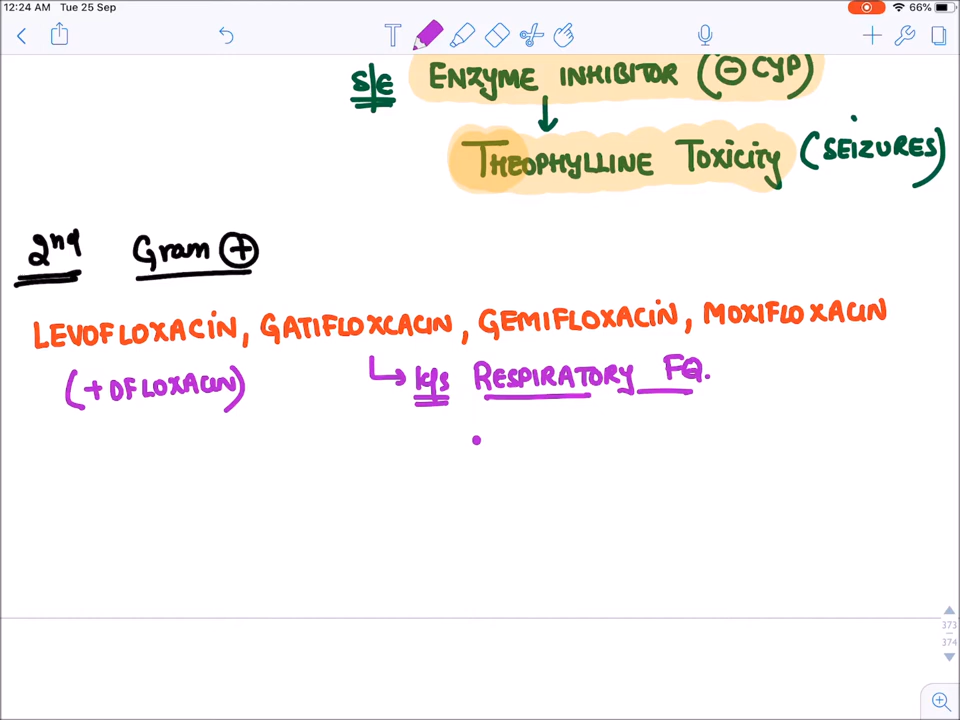 12:24 AM Tue 25 Sep 66%
T
S/E ENZYME INHIBITOR (⊖ CYP)
↓
THEOPHYLLINE TOXICITY (SEIZURES)
2nd Gram ⊕
LEVOFLOXACIN, GATIFLOXCACIN, GEMIFLOXACIN, MOXIFLOXACIN
(+ OFLOXACIN) ↳ k/s RESPIRATORY FQ.
373
374